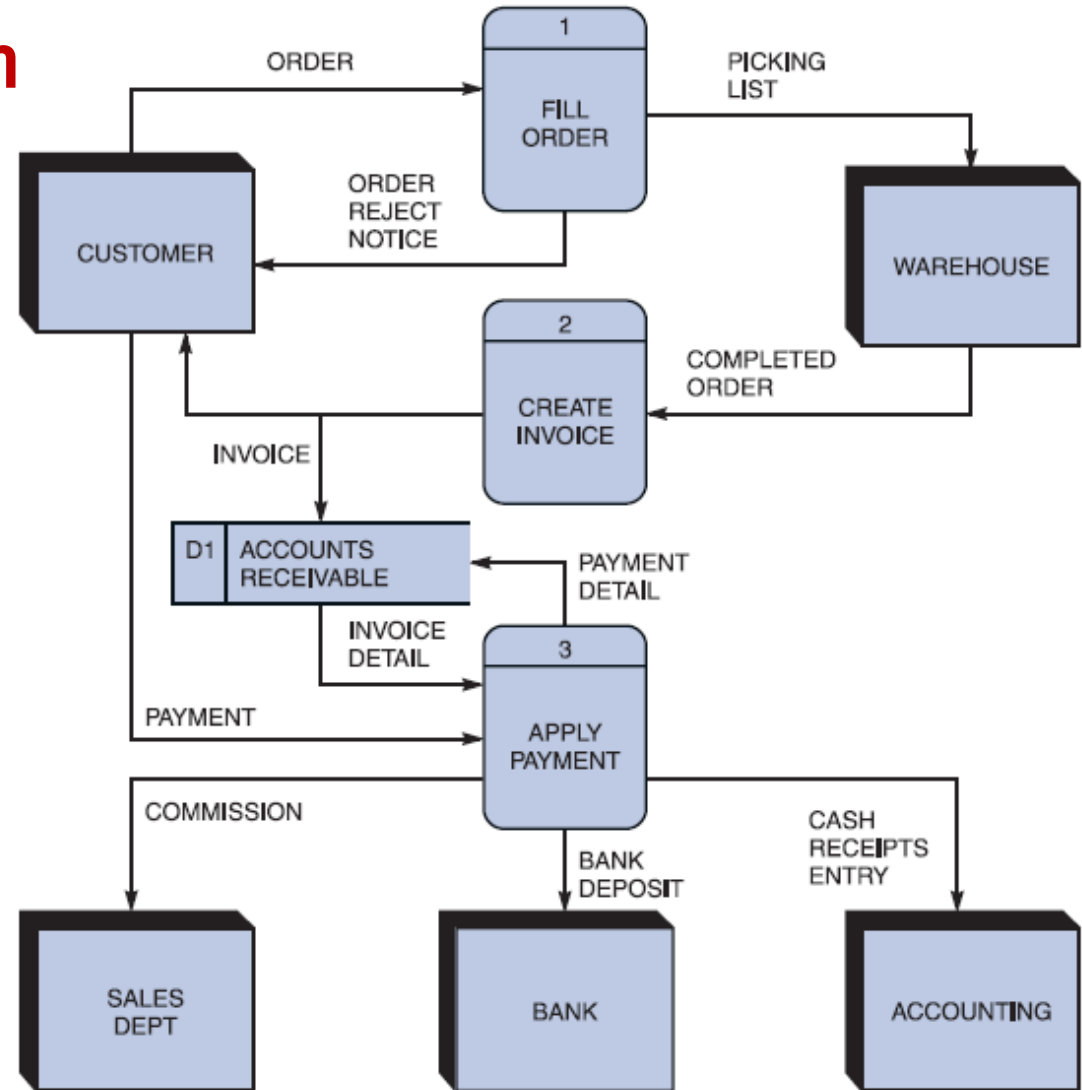 n
1
ORDER
PICKING
LIST
FILL
ORDER
ORDER
REJECT
NOTICE
CUSTOMER
WAREHOUSE
2
COMPLETED
ORDER
CREATE
INVOICE
INVOICE
D1
ACCOUNTS
RECEIVABLE
PAYMENT
DETAIL
INVOICE
DETAIL
3
PAYMENT
APPLY
PAYMENT
COMMISSION
CASH
RECEIPTS
ENTRY
BANK
DEPOSIT
SALES
DEPT
BANK
ACCOUNTING